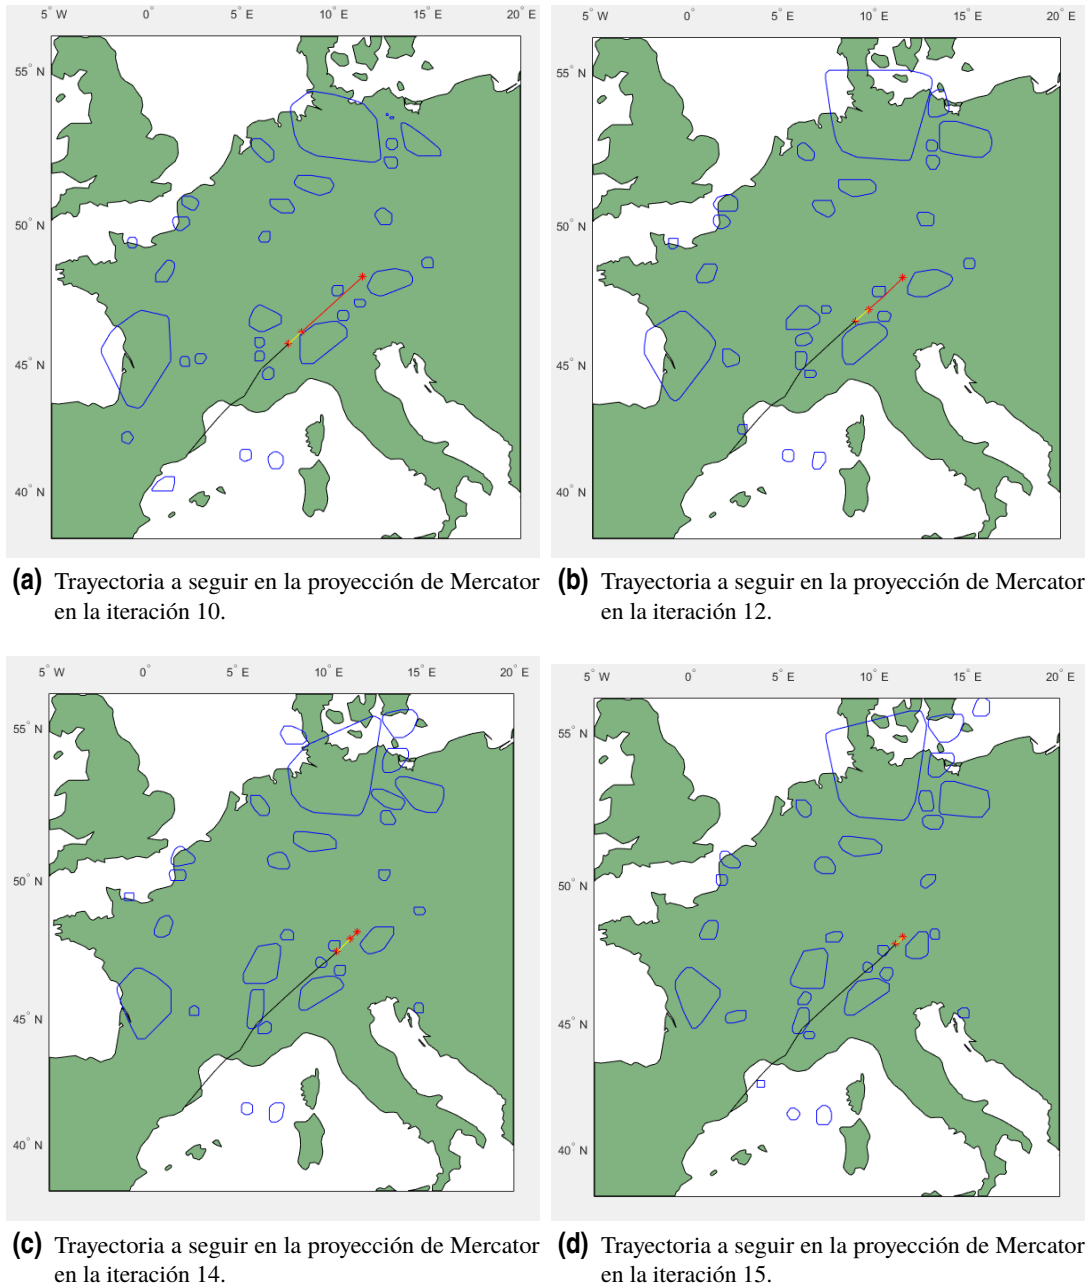 5° W 0° 5° E 10° E 15° E 20° E
55° N
50° N
45° N
40° N
(a) Trayectoria a seguir en la proyección de Mercator
en la iteración 10.
5° W 0° 5° E 10° E 15° E 20° E
55° N
50° N
45° N
40° N
(b) Trayectoria a seguir en la proyección de Mercator
en la iteración 12.
5° W 0° 5° E 10° E 15° E 20° E
55° N
50° N
45° N
40° N
(c) Trayectoria a seguir en la proyección de Mercator
en la iteración 14.
5° W 0° 5° E 10° E 15° E 20° E
55° N
50° N
45° N
40° N
(d) Trayectoria a seguir en la proyección de Mercator
en la iteración 15.